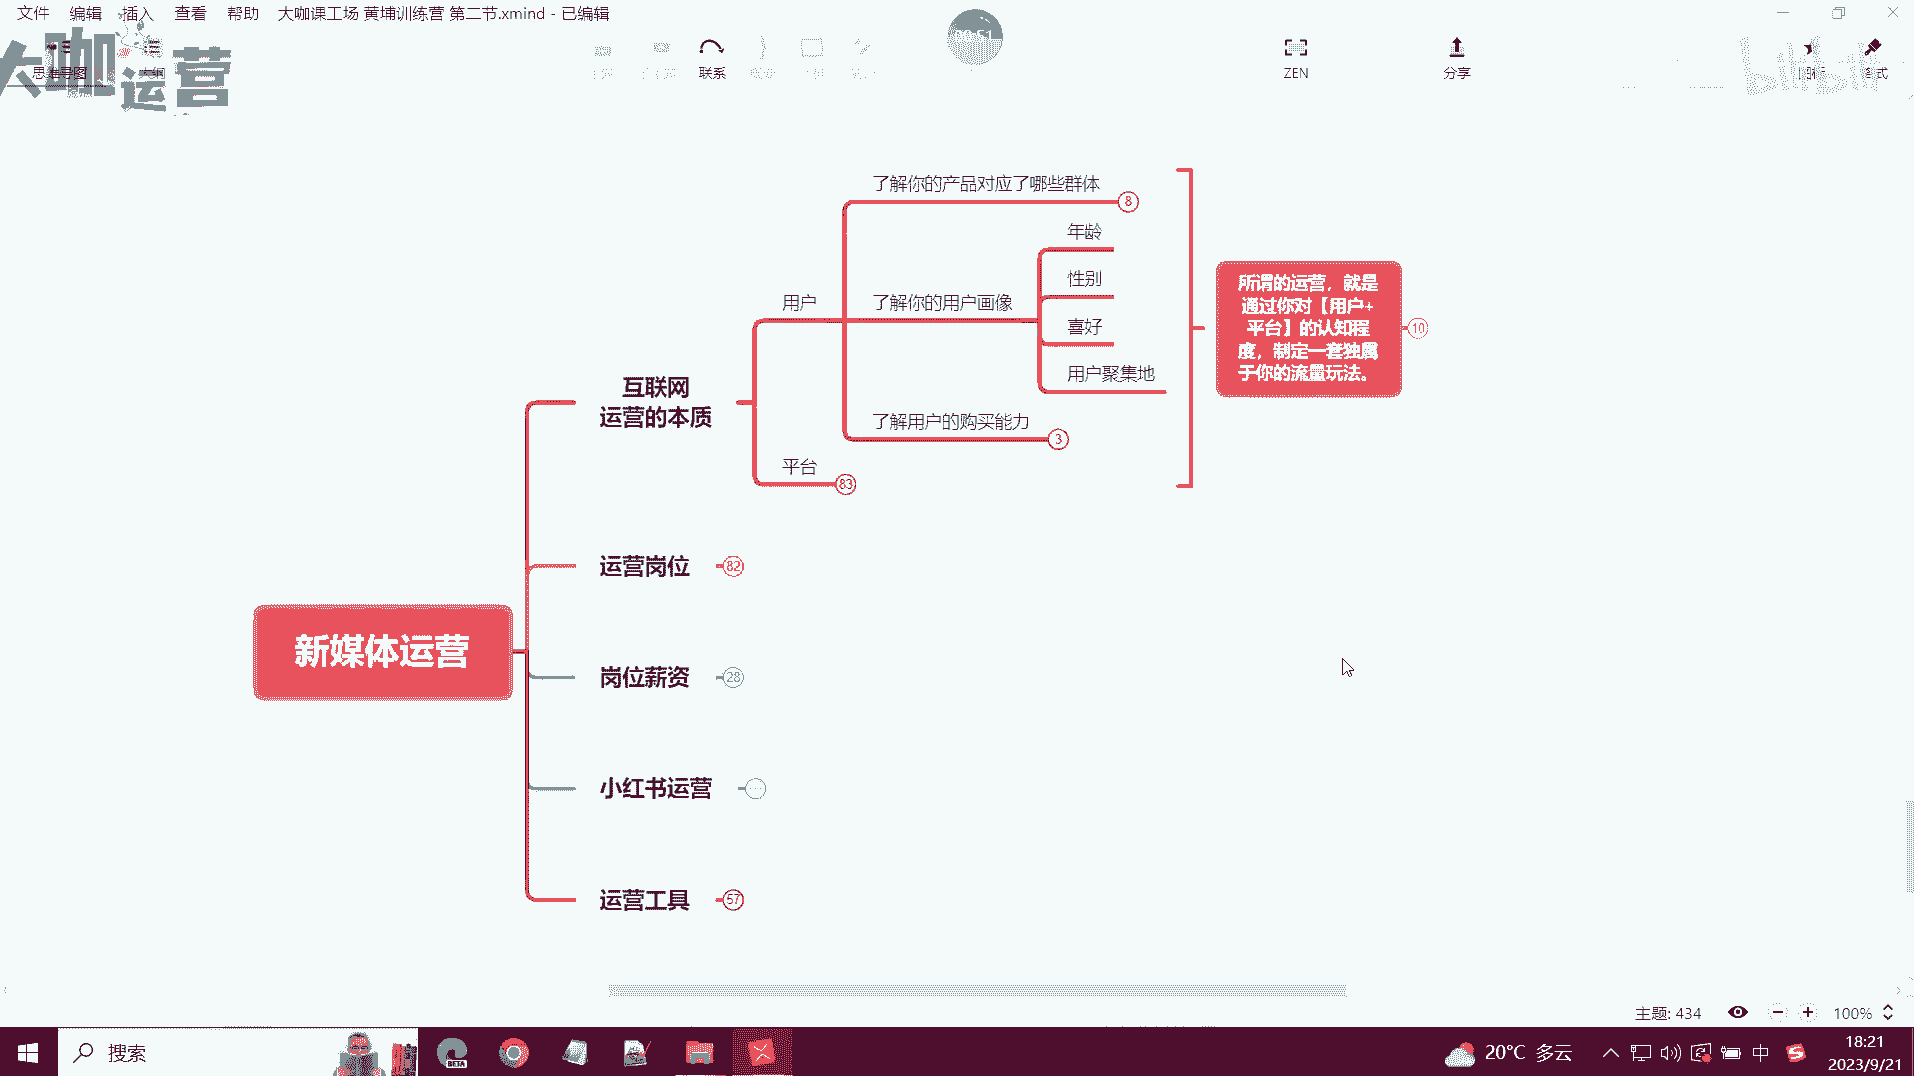 文件 编辑 插入 查看 帮助 大咖课工场 黄埔训练营 第二节.xmind - 已编辑
大咖运营
思维导图 大纲
联系
ZEN
分享
bilibili
了解你的产品对应了哪些群体
8
年龄
性别
喜好
用户聚集地
用户
了解你的用户画像
了解用户的购买能力
3
平台
83
所谓的运营，就是
通过你对【用户+
平台】的认知程
度，制定一套独属
于你的流量玩法。
10
互联网
运营的本质
运营岗位
82
新媒体运营
岗位薪资
28
小红书运营
运营工具
57
主题: 434
100%
搜索
BETA
20°C 多云
中
18:21
2023/9/21